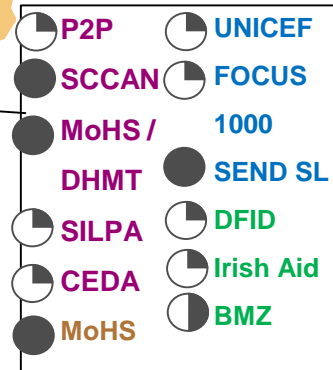 P2P
SCCAN
MoHS /
DHMT
SILPA
CEDA
MoHS
UNICEF
FOCUS
1000
SEND SL
DFID
Irish Aid
BMZ